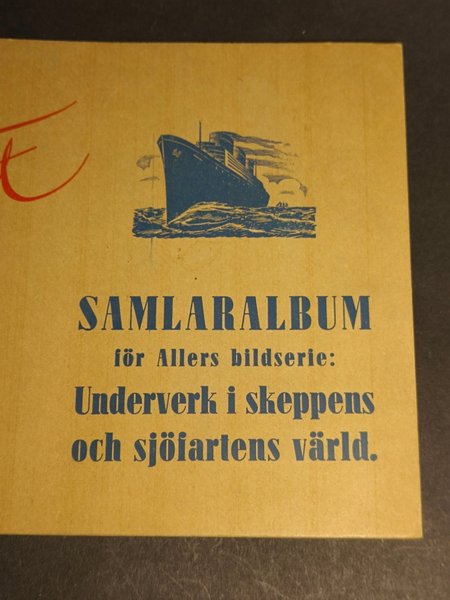 SAMLARALBUM
för Allers bildserie:
Underverk i skeppens
och sjöfartens värld.